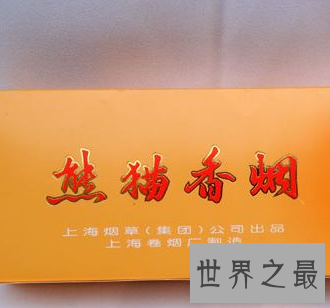 熊猫香烟
上海烟草(集团)公司出品
上海卷烟厂制造
世界之最